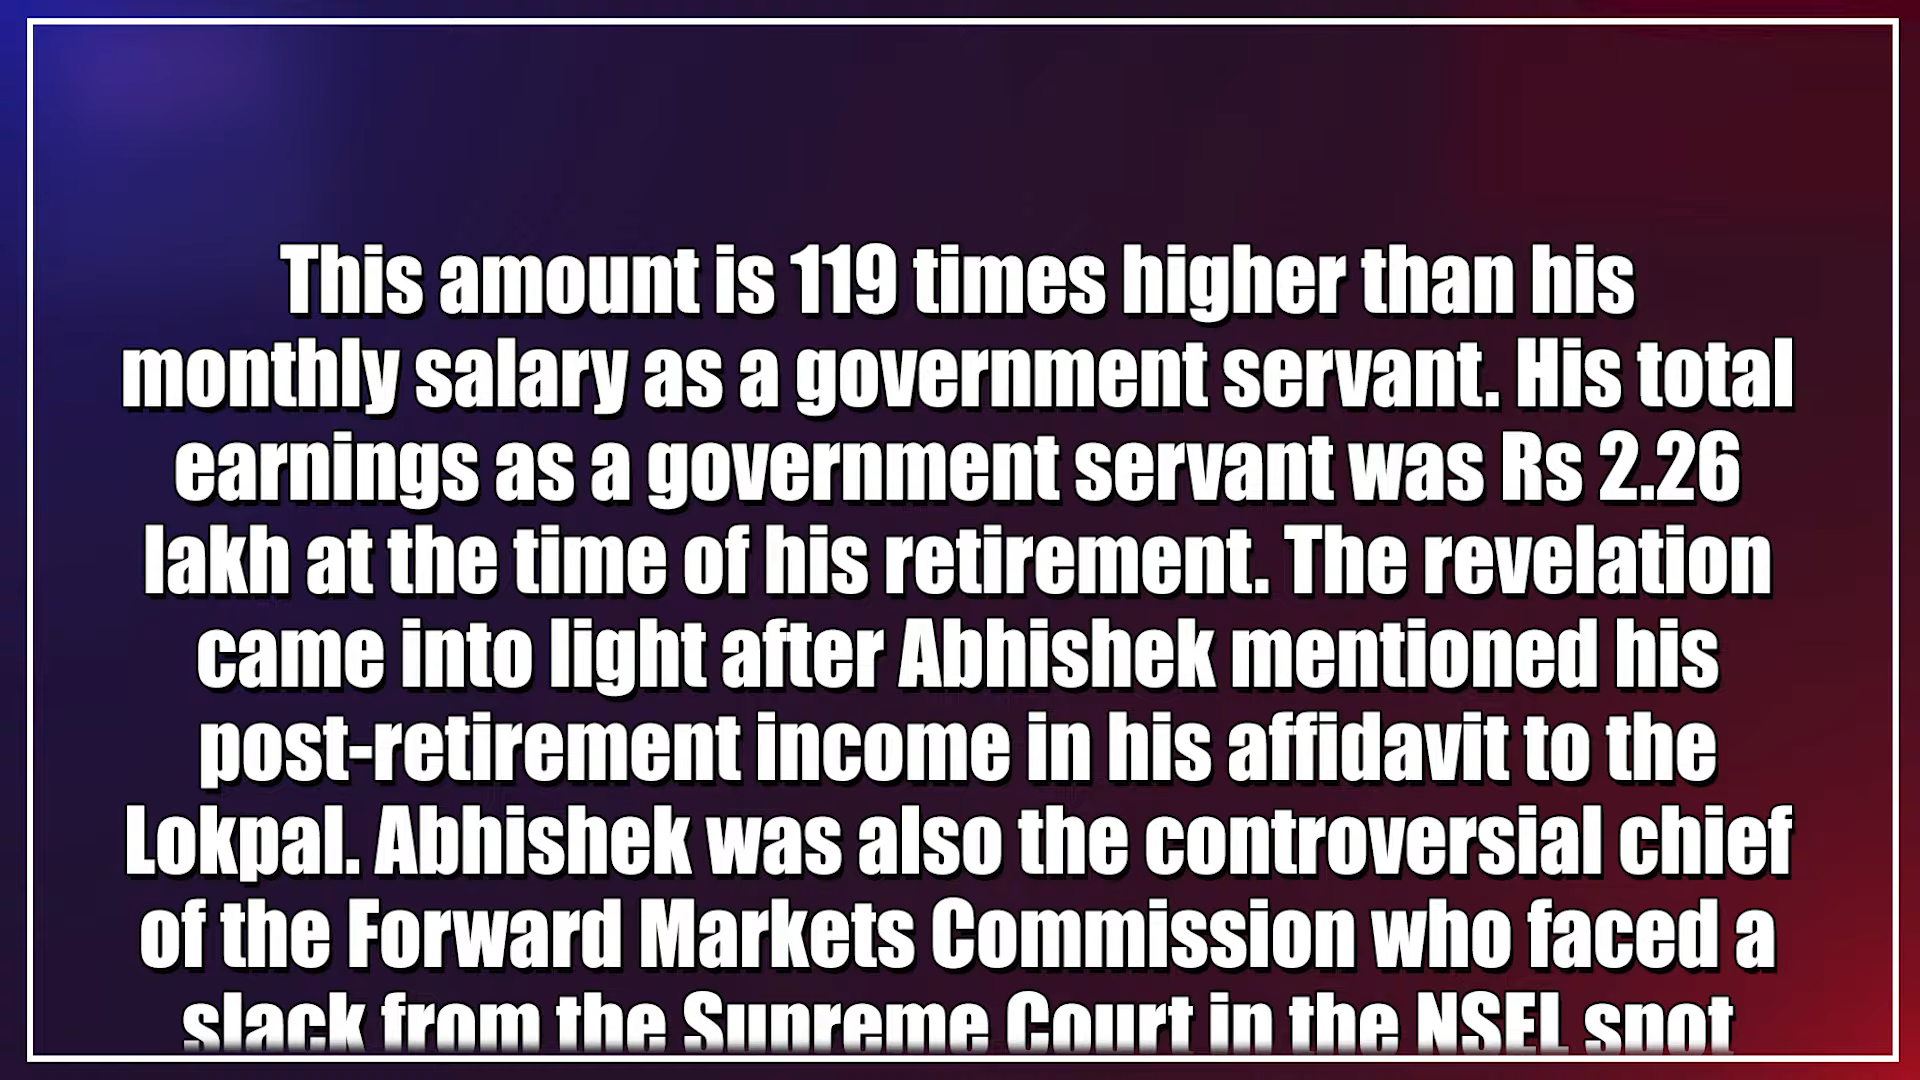 This amount is 119 times higher than his
monthly salary as a government servant. His total
earnings as a government servant was Rs 2.26
lakh at the time of his retirement. The revelation
came into light after Abhishek mentioned his
post-retirement income in his affidavit to the
Lokpal. Abhishek was also the controversial chief
of the Forward Markets Commission who faced a
slack from the Supreme Court in the NSEL spot